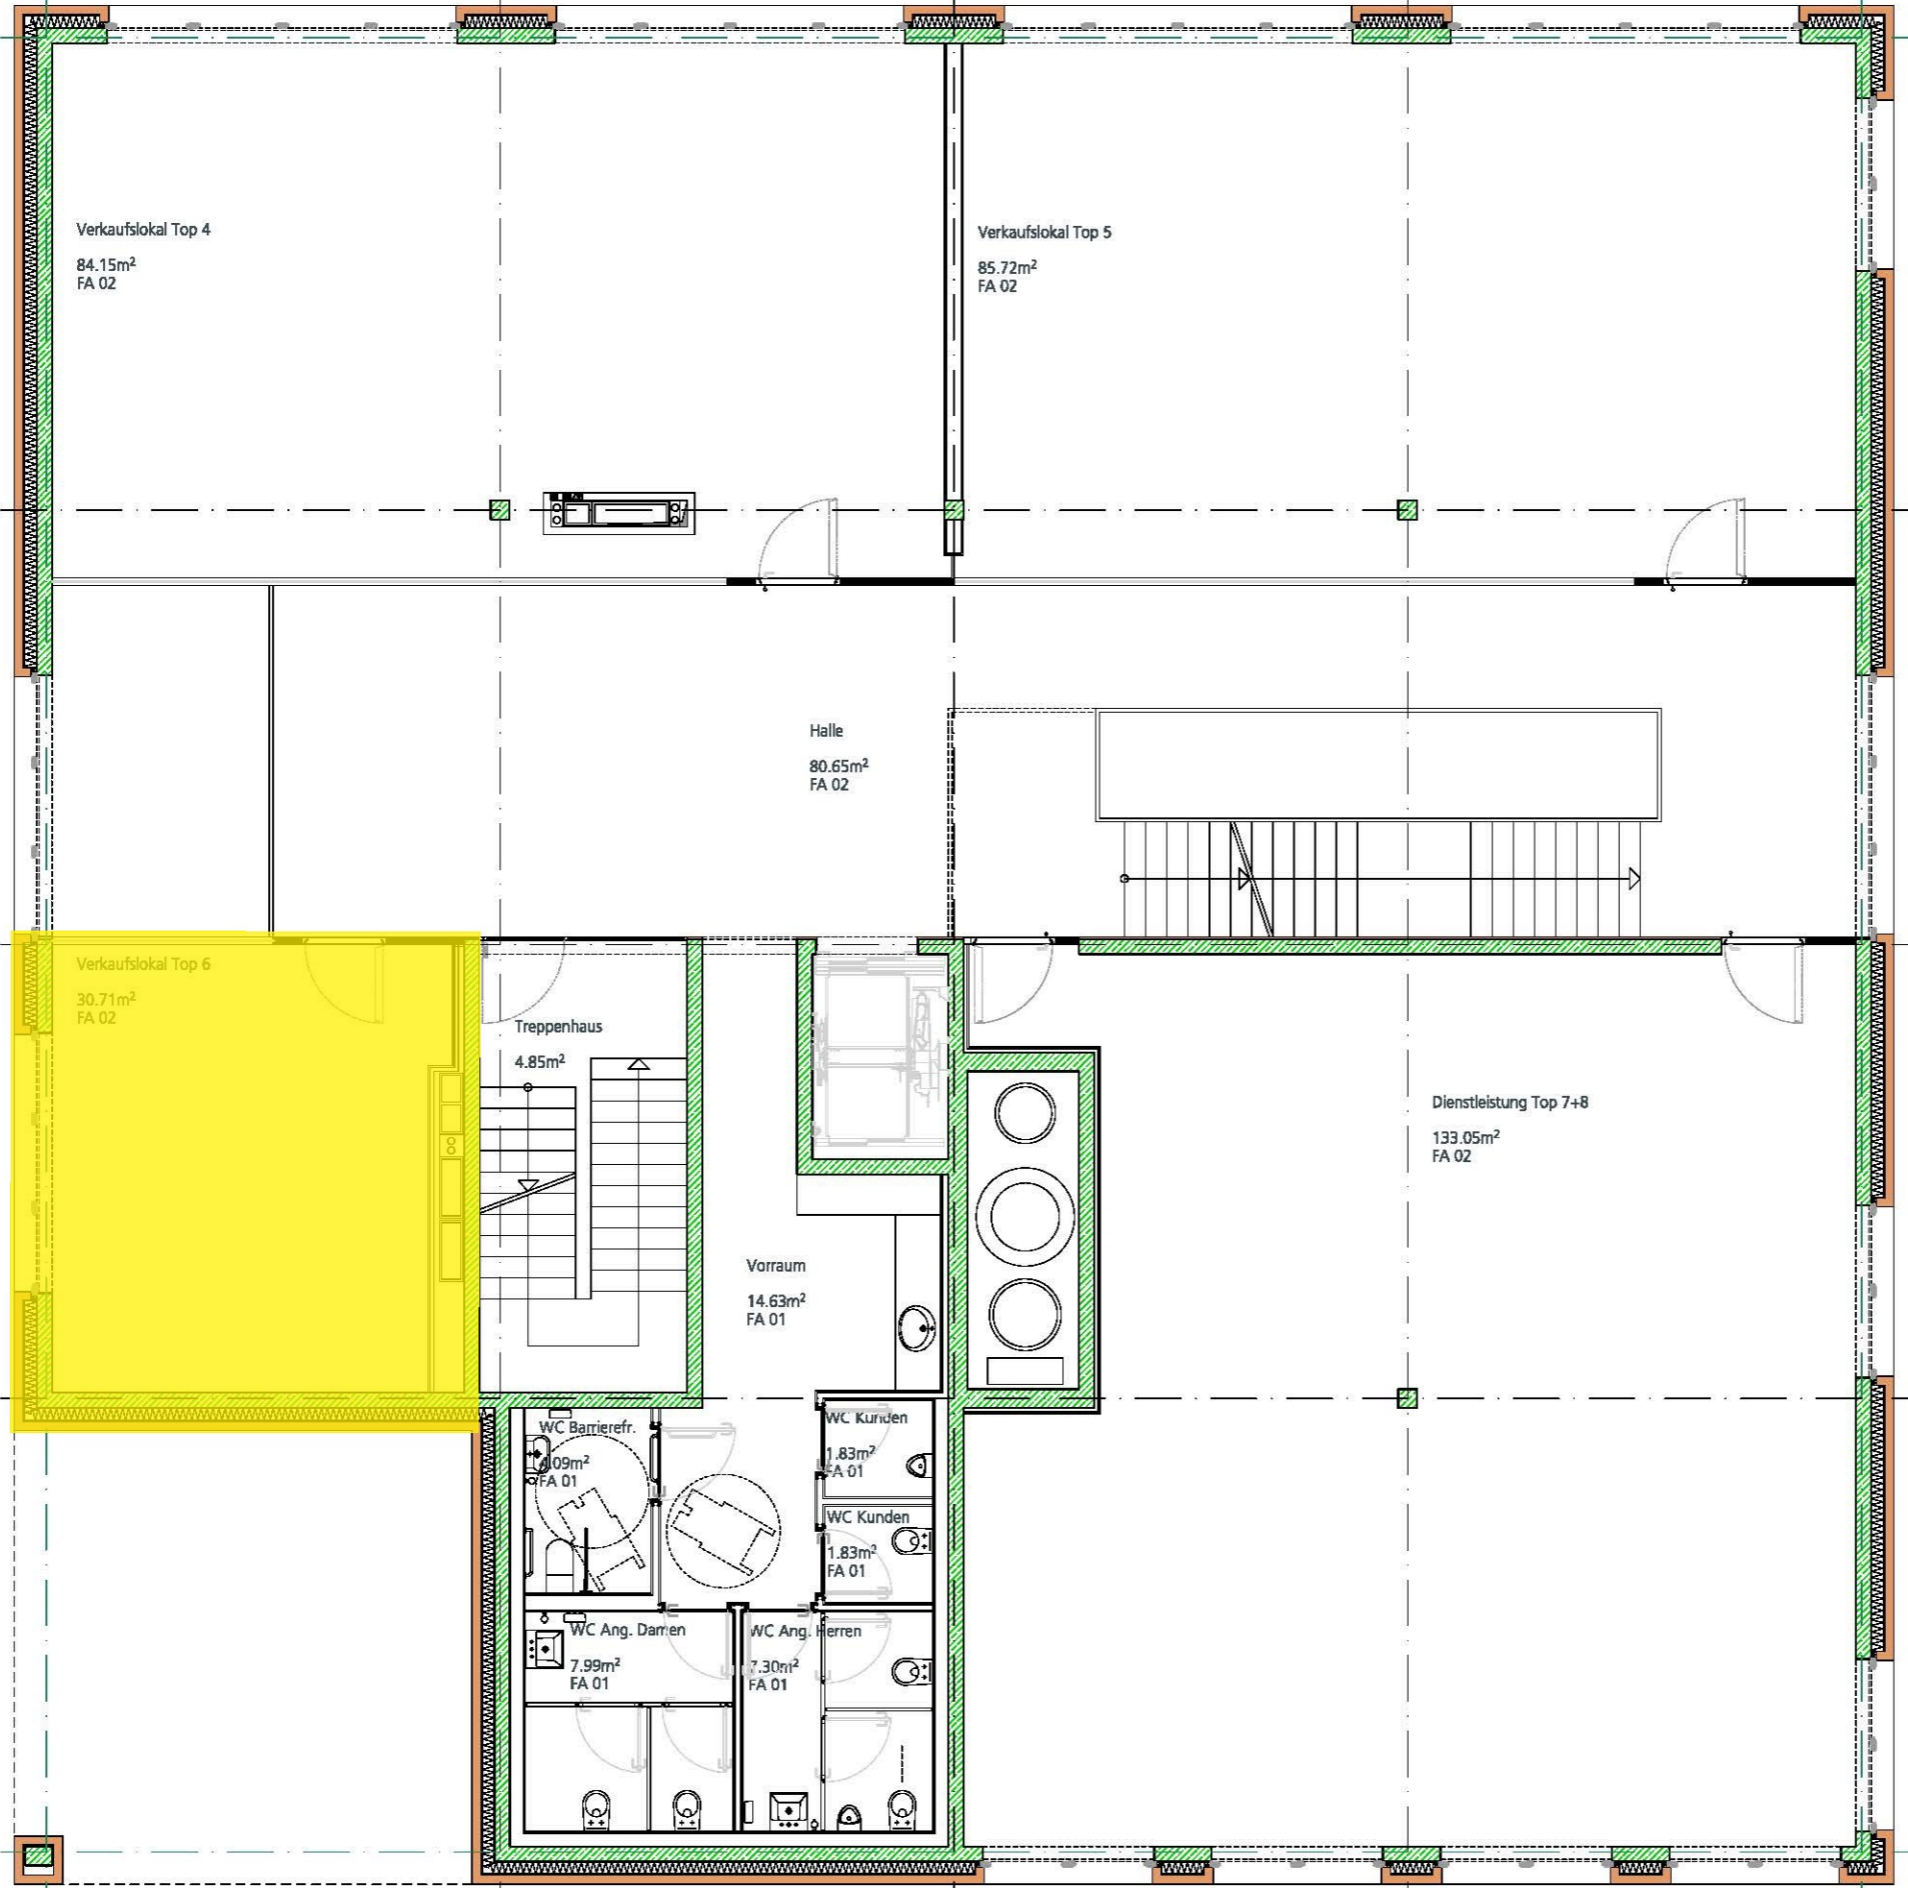 Verkaufslokal Top 4
84.15m²
FA 02
Verkaufslokal Top 5
85.72m²
FA 02
Halle
80.65m²
FA 02
Verkaufslokal Top 6
30.71m²
FA 02
Treppenhaus
4.85m²
Dienstleistung Top 7+8
133.05m²
FA 02
Vorraum
14.63m²
FA 01
WC Barrierefr.
4.09m²
FA 01
WC Kunden
1.83m²
FA 01
WC Kunden
1.83m²
FA 01
WC Ang. Damen
7.99m²
FA 01
WC Ang. Herren
7.30m²
FA 01